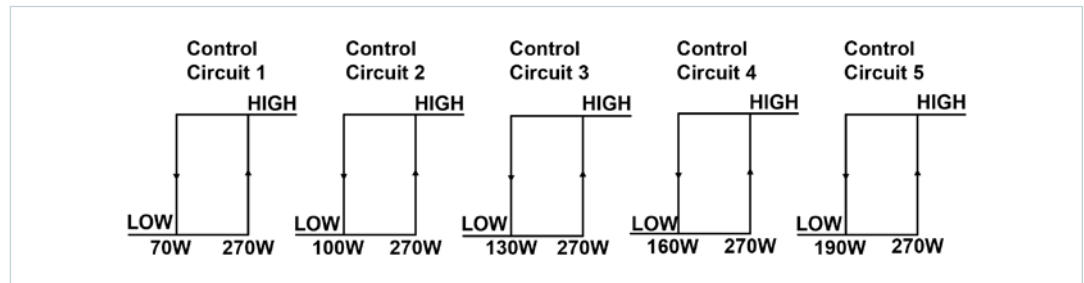 Control
Circuit 1
Control
Circuit 2
Control
Circuit 3
Control
Circuit 4
Control
Circuit 5
HIGH
HIGH
HIGH
HIGH
HIGH
LOW
LOW
LOW
LOW
LOW
70W 270W
100W 270W
130W 270W
160W 270W
190W 270W